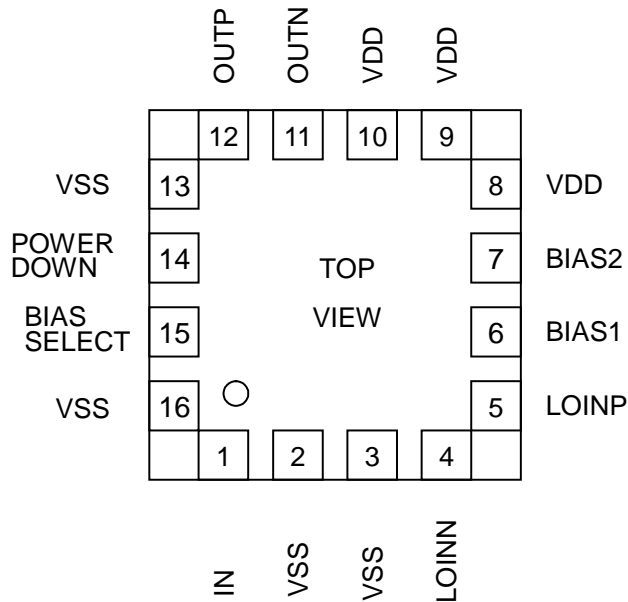 OUTP
OUTN
VDD
VDD
12
11
10
9
VSS
13
8
VDD
POWER
DOWN
14
TOP
7
BIAS2
BIAS
SELECT
15
VIEW
6
BIAS1
VSS
16
5
LOINP
1
2
3
4
IN
VSS
VSS
LOINN